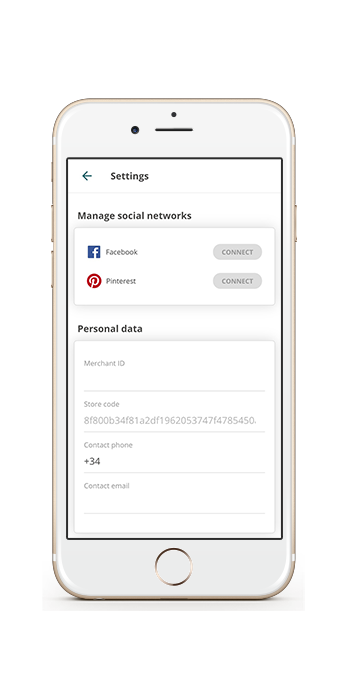 Settings
Manage social networks
Facebook CONNECT
Pinterest CONNECT
Personal data
Merchant ID
Store code
8f800b34f81a2df1962053747f4785450
Contact phone
+34
Contact email